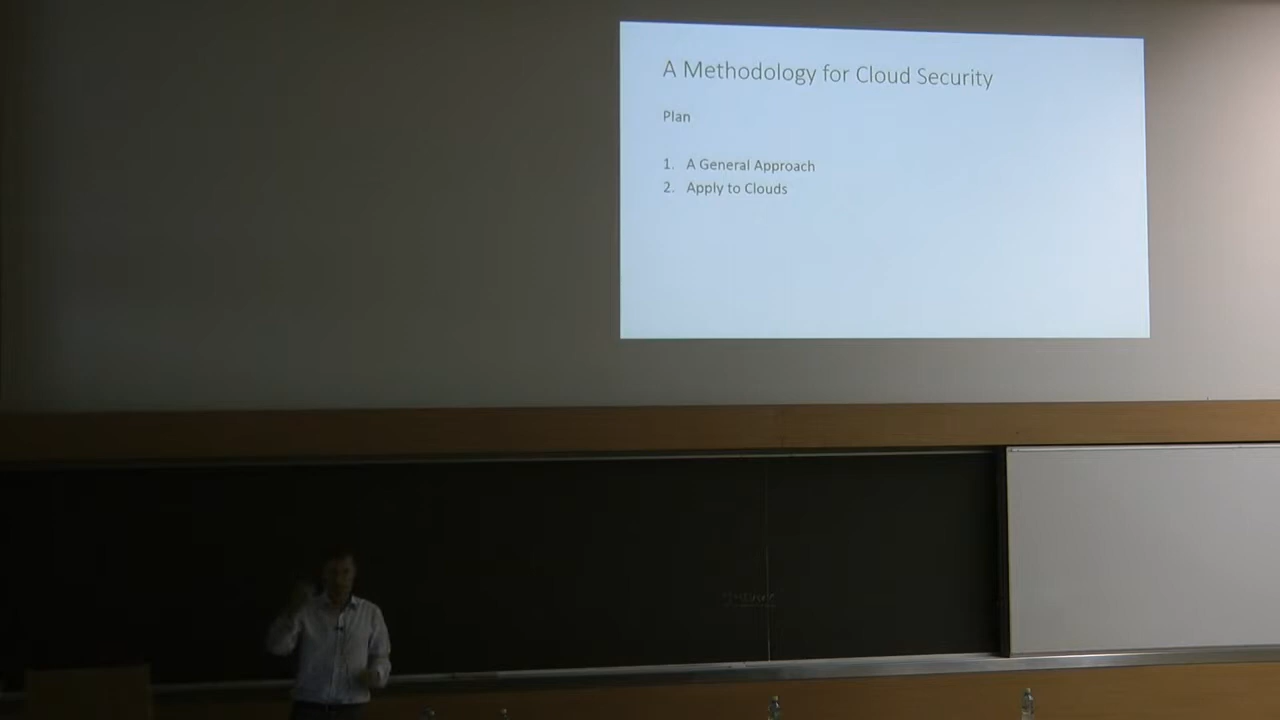 A Methodology for Cloud Security
Plan
1. A General Approach
2. Apply to Clouds